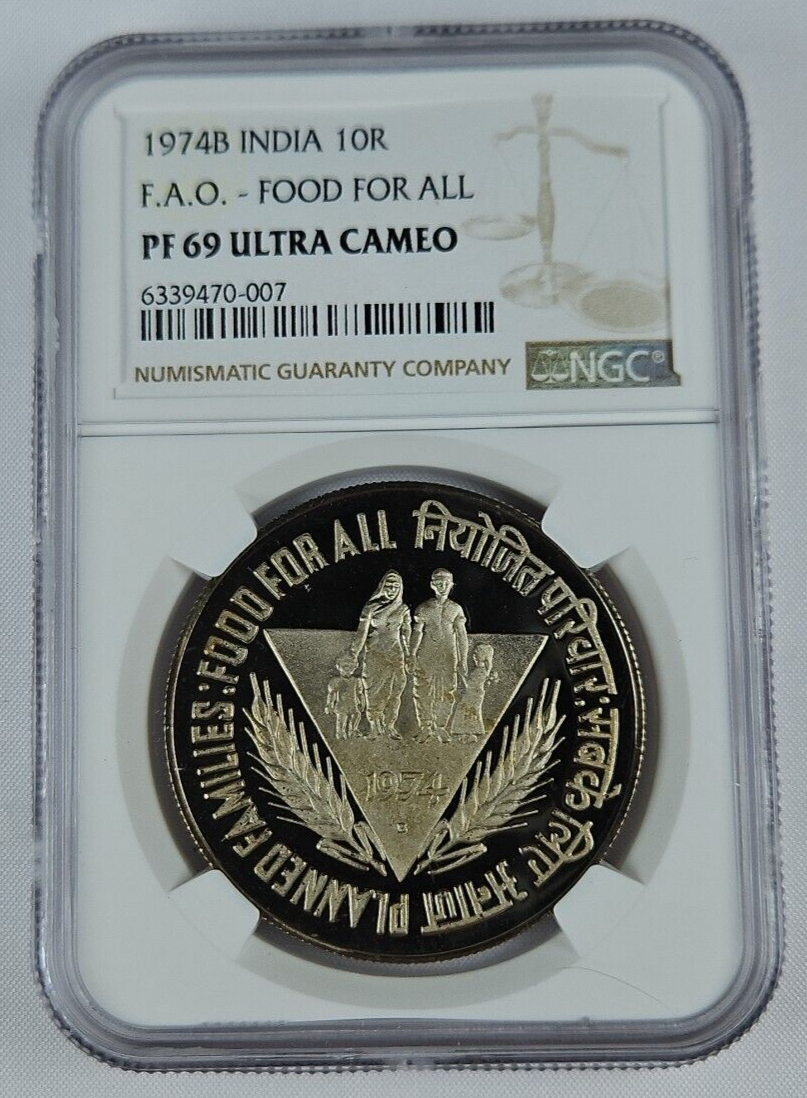 1974B INDIA 10R
F.A.O. - FOOD FOR ALL
PF 69 ULTRA CAMEO
6339470-007
NUMISMATIC GUARANTY COMPANY
NGC®
PLANNED FAMILIES: FOOD FOR ALL
नियोजित परिवार: सबके लिए अनाज
1974
B